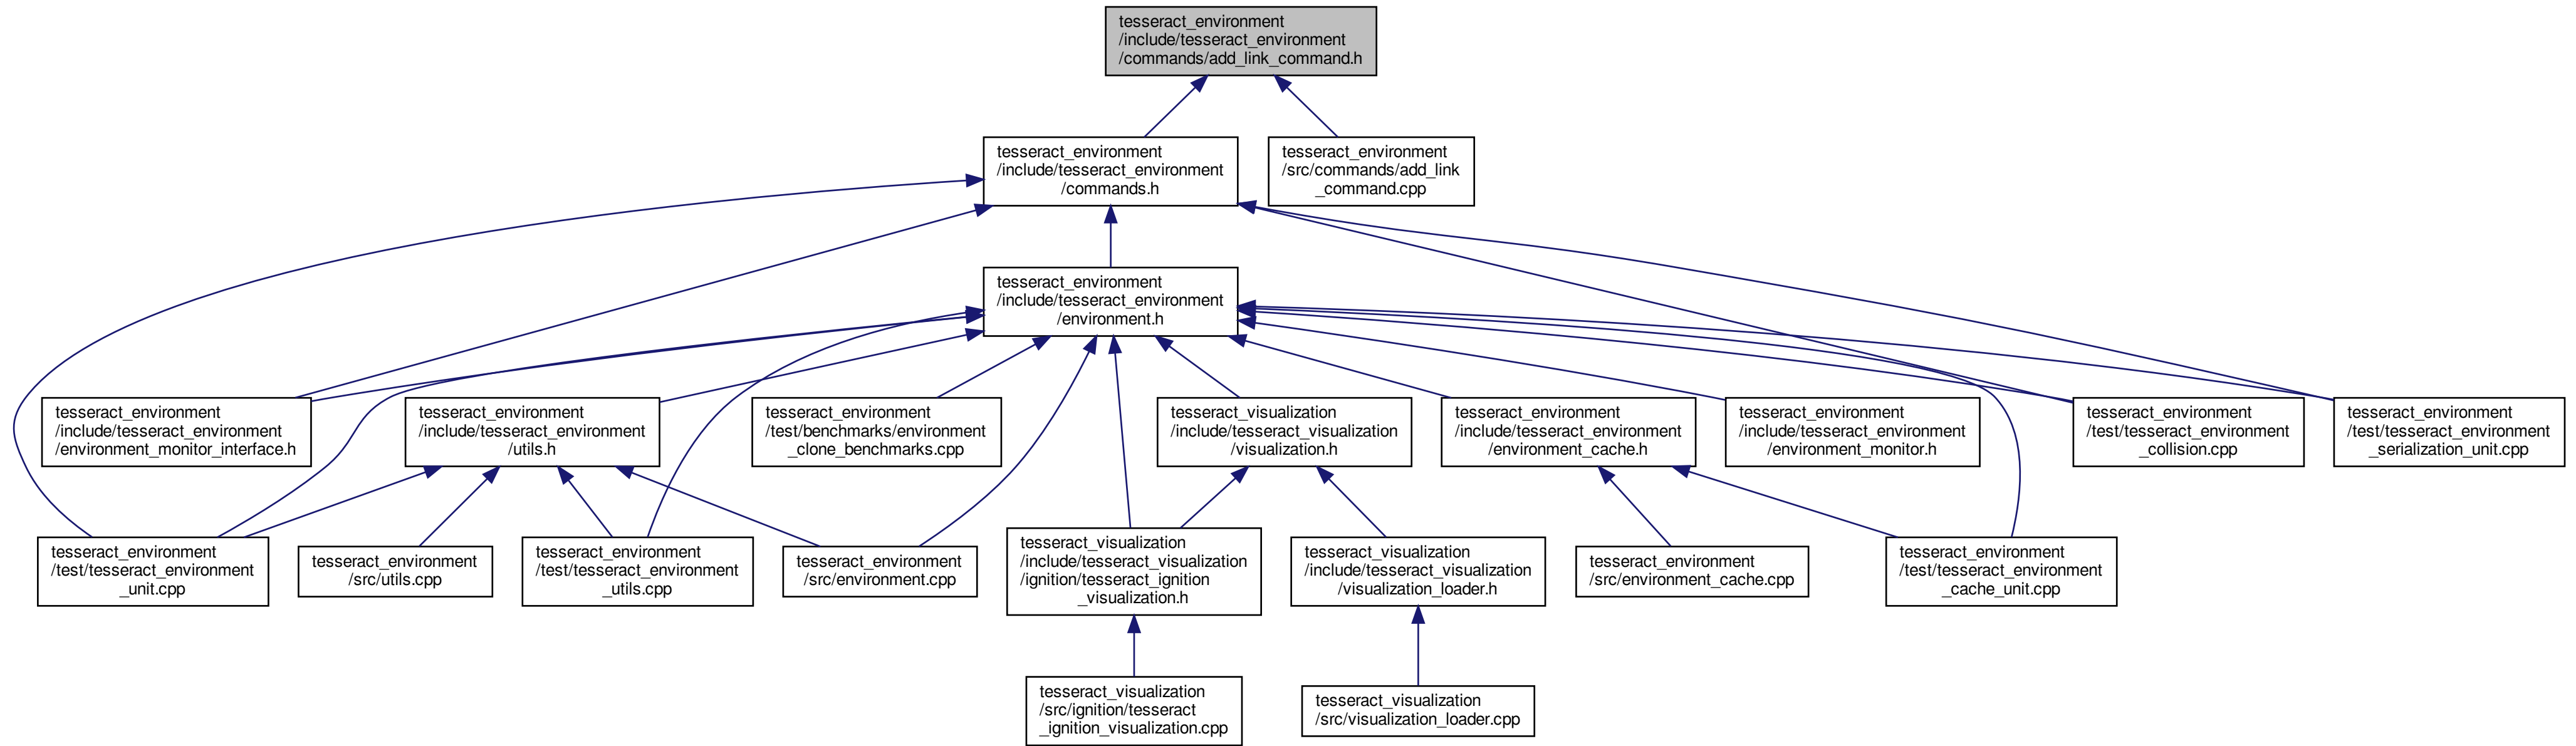 tesseract_environment
/include/tesseract_environment
/commands/add_link_command.h
tesseract_environment
/include/tesseract_environment
/commands.h
tesseract_environment
/src/commands/add_link
_command.cpp
tesseract_environment
/include/tesseract_environment
/environment.h
tesseract_environment
/include/tesseract_environment
/environment_monitor_interface.h
tesseract_environment
/include/tesseract_environment
/utils.h
tesseract_environment
/test/benchmarks/environment
_clone_benchmarks.cpp
tesseract_visualization
/include/tesseract_visualization
/visualization.h
tesseract_environment
/include/tesseract_environment
/environment_cache.h
tesseract_environment
/include/tesseract_environment
/environment_monitor.h
tesseract_environment
/test/tesseract_environment
_collision.cpp
tesseract_environment
/test/tesseract_environment
_serialization_unit.cpp
tesseract_environment
/test/tesseract_environment
_unit.cpp
tesseract_environment
/src/utils.cpp
tesseract_environment
/test/tesseract_environment
_utils.cpp
tesseract_environment
/src/environment.cpp
tesseract_visualization
/include/tesseract_visualization
/ignition/tesseract_ignition
_visualization.h
tesseract_visualization
/include/tesseract_visualization
/visualization_loader.h
tesseract_environment
/src/environment_cache.cpp
tesseract_environment
/test/tesseract_environment
_cache_unit.cpp
tesseract_visualization
/src/ignition/tesseract
_ignition_visualization.cpp
tesseract_visualization
/src/visualization_loader.cpp